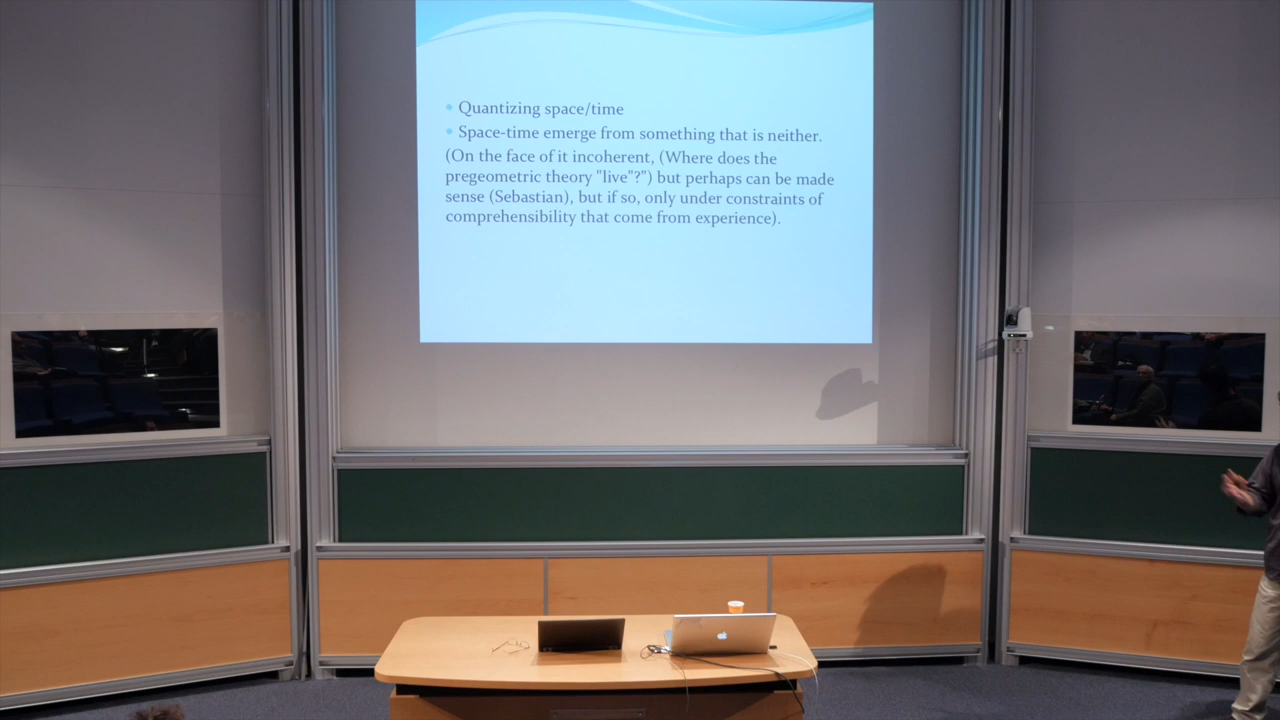 Quantizing space/time
Space-time emerge from something that is neither.
(On the face of it incoherent, (Where does the
pregeometric theory "live"?") but perhaps can be made
sense (Sebastian), but if so, only under constraints of
comprehensibility that come from experience).